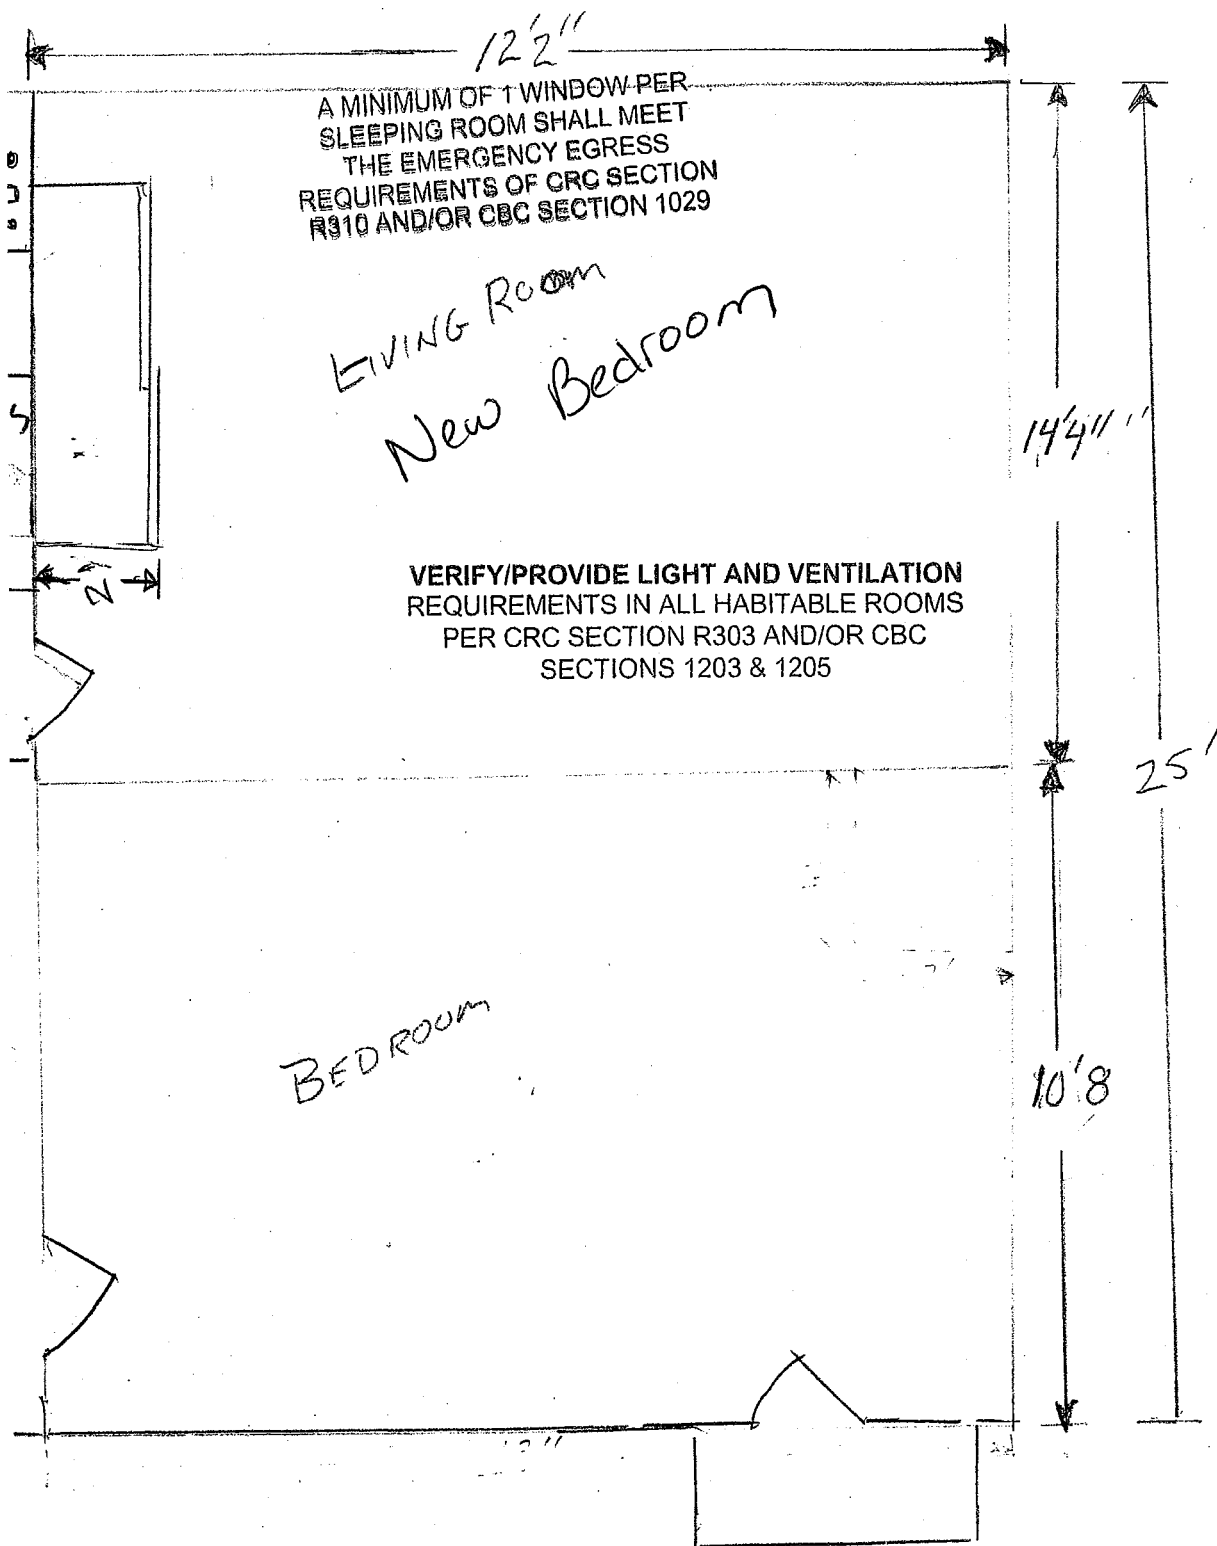 12'2"
A MINIMUM OF 1 WINDOW PER
SLEEPING ROOM SHALL MEET
THE EMERGENCY EGRESS
REQUIREMENTS OF CRC SECTION
R310 AND/OR CBC SECTION 1029
LIVING ROOM
New Bedroom
14'4"
2'
VERIFY/PROVIDE LIGHT AND VENTILATION
REQUIREMENTS IN ALL HABITABLE ROOMS
PER CRC SECTION R303 AND/OR CBC
SECTIONS 1203 & 1205
25'
BEDROOM
10'8